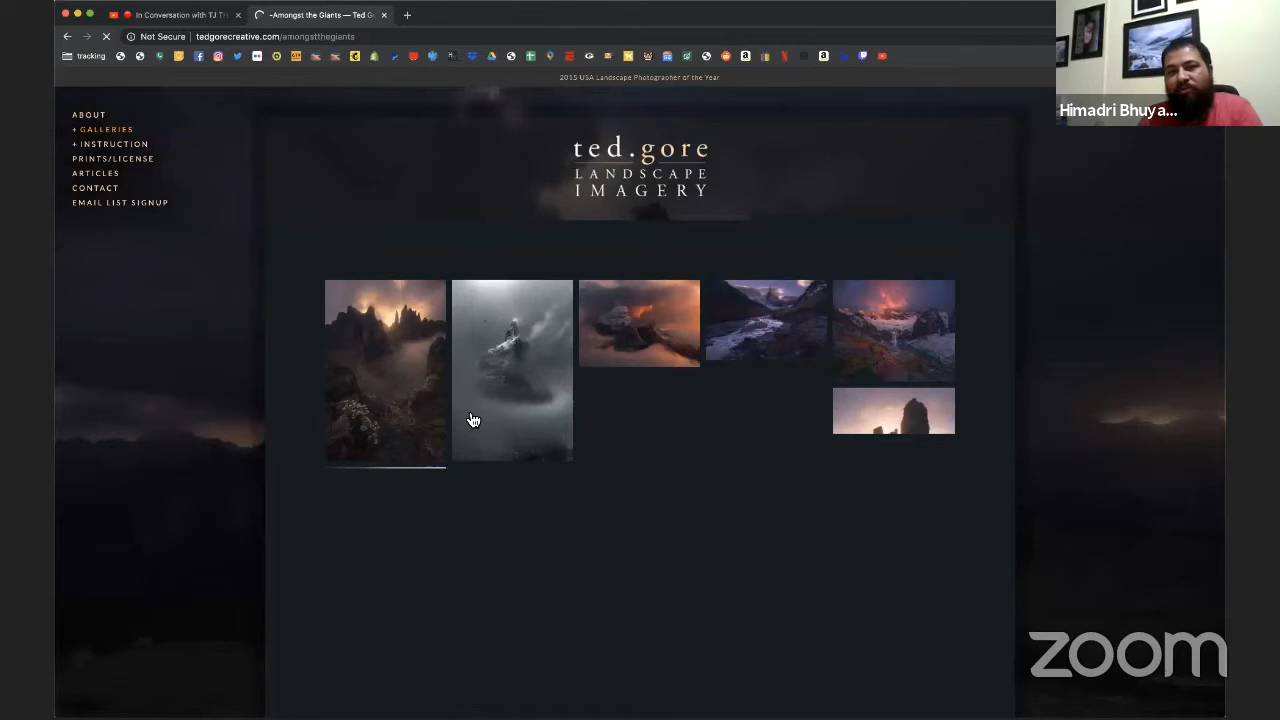 In Conversation with TJ Th
-Amongst the Giants — Ted G
Not Secure | tedgorecreative.com/amongstthegiants
tracking
2015 USA Landscape Photographer of the Year
ABOUT
+ GALLERIES
+ INSTRUCTION
PRINTS/LICENSE
ARTICLES
CONTACT
EMAIL LIST SIGNUP
ted.gore
LANDSCAPE
IMAGERY
Himadri Bhuya...
zoom